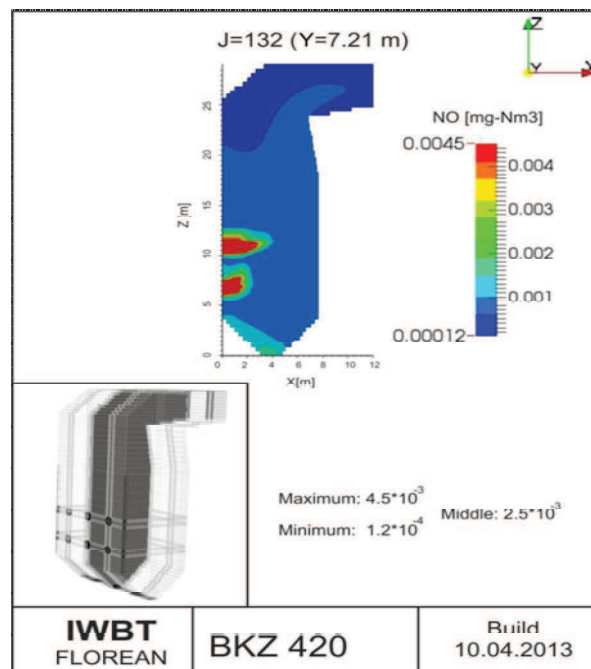 J=132 (Y=7.21 m)
Z
Y
X
NO [mg-Nm3]
0.0045
0.004
0.003
0.002
0.001
0.00012
Z[m]
25
20
15
10
5
0
0 2 4 6 8 10 12
X[m]
Maximum: 4.5*10-3
Minimum: 1.2*10-4
Middle: 2.5*10-3
IWBT
FLOREAN
BKZ 420
Build
10.04.2013